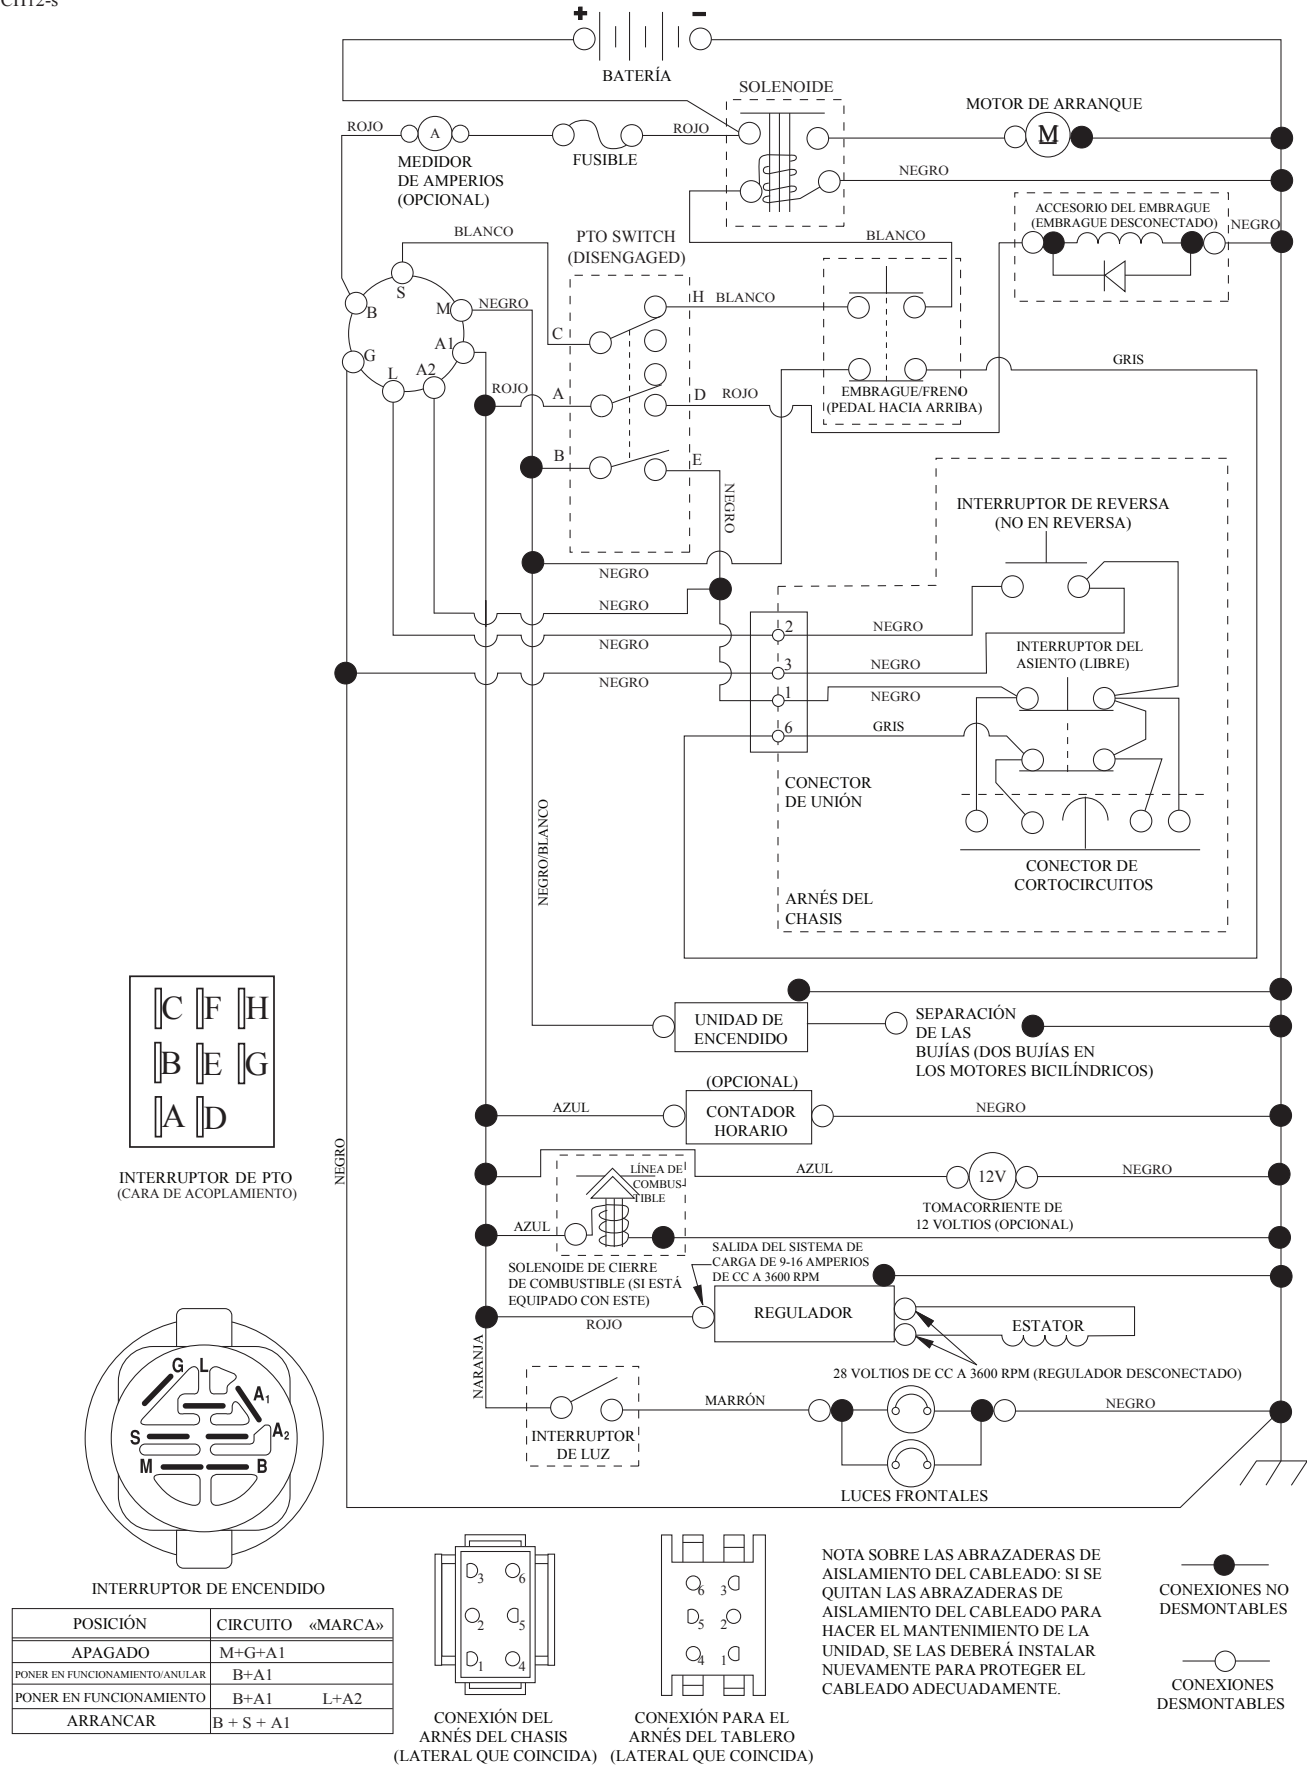 CH12-s
+ −
BATERÍA
SOLENOIDE
MOTOR DE ARRANQUE
ROJO
A
ROJO
M
MEDIDOR
DE AMPERIOS
(OPCIONAL)
FUSIBLE
NEGRO
ACCESORIO DEL EMBRAGUE
(EMBRAGUE DESCONECTADO)
NEGRO
BLANCO
PTO SWITCH
(DISENGAGED)
BLANCO
S
B
M
NEGRO
H BLANCO
G
A1
C
L
A2
GRIS
ROJO
A
D ROJO
EMBRAGUE/FRENO
(PEDAL HACIA ARRIBA)
B
E
NEGRO
INTERRUPTOR DE REVERSA
(NO EN REVERSA)
NEGRO
NEGRO
2
NEGRO
NEGRO
INTERRUPTOR DEL
ASIENTO (LIBRE)
3
NEGRO
NEGRO
1
NEGRO
6
GRIS
CONECTOR
DE UNIÓN
NEGRO/BLANCO
CONECTOR DE
CORTOCIRCUITOS
ARNÉS DEL
CHASIS
C F H
B E G
A D
INTERRUPTOR DE PTO
(CARA DE ACOPLAMIENTO)
NEGRO
UNIDAD DE
ENCENDIDO
SEPARACIÓN
DE LAS
BUJÍAS (DOS BUJÍAS EN
LOS MOTORES BICILÍNDRICOS)
(OPCIONAL)
AZUL
CONTADOR
HORARIO
NEGRO
LÍNEA DE
COMBUS-
TIBLE
AZUL
12V
NEGRO
TOMACORRIENTE DE
12 VOLTIOS (OPCIONAL)
AZUL
SOLENOIDE DE CIERRE
DE COMBUSTIBLE (SI ESTÁ
EQUIPADO CON ESTE)
SALIDA DEL SISTEMA DE
CARGA DE 9-16 AMPERIOS
DE CC A 3600 RPM
ROJO
REGULADOR
ESTATOR
28 VOLTIOS DE CC A 3600 RPM (REGULADOR DESCONECTADO)
NARANJA
INTERRUPTOR
DE LUZ
MARRÓN
NEGRO
LUCES FRONTALES
G L
A1
S
A2
M
B
INTERRUPTOR DE ENCENDIDO
POSICIÓN CIRCUITO «MARCA»
APAGADO M+G+A1
PONER EN FUNCIONAMIENTO/ANULAR B+A1
PONER EN FUNCIONAMIENTO B+A1 L+A2
ARRANCAR B + S + A1
3 6
2 5
1 4
CONEXIÓN DEL
ARNÉS DEL CHASIS
(LATERAL QUE COINCIDA)
6 3
5 2
4 1
CONEXIÓN PARA EL
ARNÉS DEL TABLERO
(LATERAL QUE COINCIDA)
NOTA SOBRE LAS ABRAZADERAS DE
AISLAMIENTO DEL CABLEADO: SI SE
QUITAN LAS ABRAZADERAS DE
AISLAMIENTO DEL CABLEADO PARA
HACER EL MANTENIMIENTO DE LA
UNIDAD, SE LAS DEBERÁ INSTALAR
NUEVAMENTE PARA PROTEGER EL
CABLEADO ADECUADAMENTE.
CONEXIONES NO
DESMONTABLES
CONEXIONES
DESMONTABLES